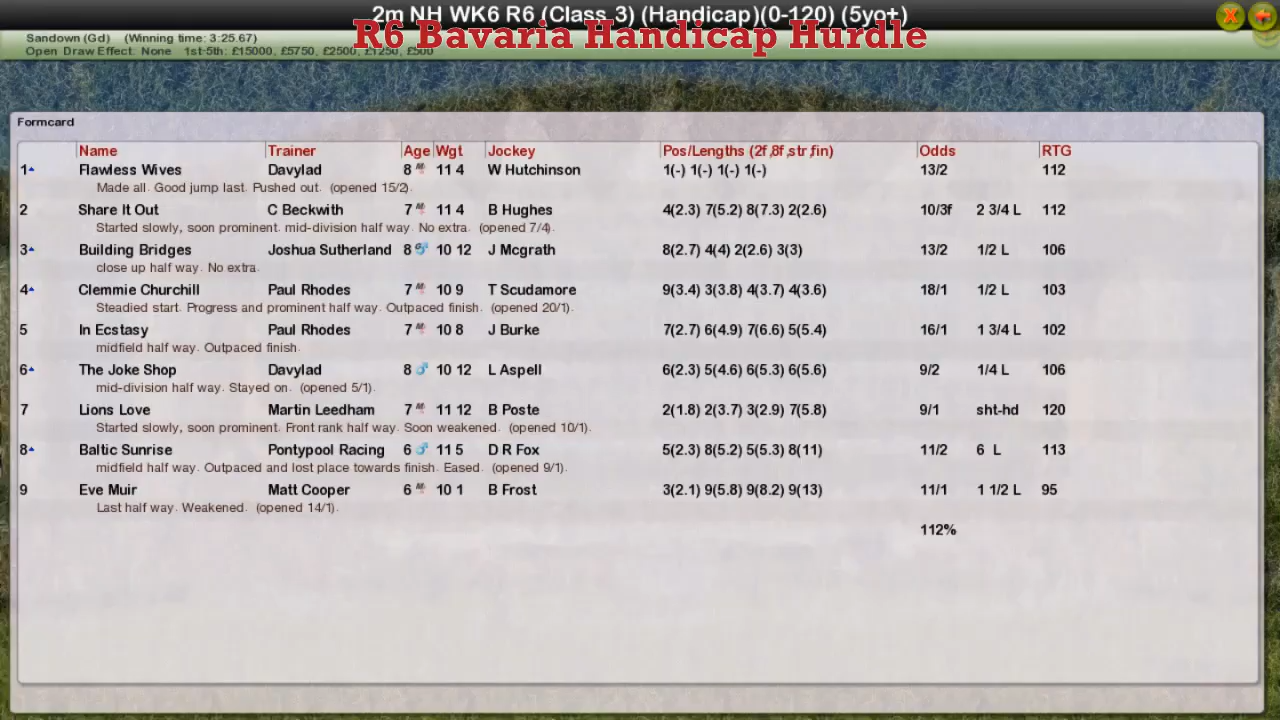 2m NH WK6 R6 (Class 3) (Handicap)(0-120) (5yo+)
R6 Bavaria Handicap Hurdle
Sandown (Gd) (Winning time: 3:25.67)
Open Draw Effect. None 1st-5th: £15000, £5750, £2500, £1250, £500
Formcard
Name Trainer Age Wgt Jockey Pos/Lengths (2f,8f,str,fin) Odds RTG
1 Flawless Wives Davylad 8 11 4 W Hutchinson 1(-) 1(-) 1(-) 1(-) 13/2 112
Made all. Good jump last. Pushed out. (opened 15/2).
2 Share It Out C Beckwith 7 11 4 B Hughes 4(2.3) 7(5.2) 8(7.3) 2(2.6) 10/3f 2 3/4 L 112
Started slowly, soon prominent. mid-division half way. No extra. (opened 7/4).
3 Building Bridges Joshua Sutherland 8 10 12 J Mcgrath 8(2.7) 4(4) 2(2.6) 3(3) 13/2 1/2 L 106
close up half way. No extra.
4 Clemmie Churchill Paul Rhodes 7 10 9 T Scudamore 9(3.4) 3(3.8) 4(3.7) 4(3.6) 18/1 1/2 L 103
Steadied start. Progress and prominent half way. Outpaced finish. (opened 20/1).
5 In Ecstasy Paul Rhodes 7 10 8 J Burke 7(2.7) 6(4.9) 7(6.6) 5(5.4) 16/1 1 3/4 L 102
midfield half way. Outpaced finish.
6 The Joke Shop Davylad 8 10 12 L Aspell 6(2.3) 5(4.6) 6(5.3) 6(5.6) 9/2 1/4 L 106
mid-division half way. Stayed on. (opened 5/1).
7 Lions Love Martin Leedham 7 11 12 B Poste 2(1.8) 2(3.7) 3(2.9) 7(5.8) 9/1 sht-hd 120
Started slowly, soon prominent. Front rank half way. Soon weakened. (opened 10/1).
8 Baltic Sunrise Pontypool Racing 6 11 5 D R Fox 5(2.3) 8(5.2) 5(5.3) 8(11) 11/2 6 L 113
midfield half way. Outpaced and lost place towards finish. Eased. (opened 9/1).
9 Eve Muir Matt Cooper 6 10 1 B Frost 3(2.1) 9(5.8) 9(8.2) 9(13) 11/1 1 1/2 L 95
Last half way. Weakened. (opened 14/1).
112%